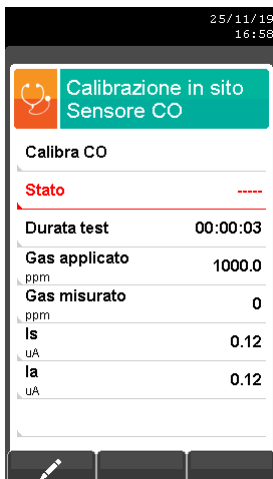 25/11/19
16:58
Calibrazione in sito
Sensore CO
Calibra CO
Stato -----
Durata test 00:00:03
Gas applicato 1000.0
ppm
Gas misurato 0
ppm
Is 0.12
uA
Ia 0.12
uA